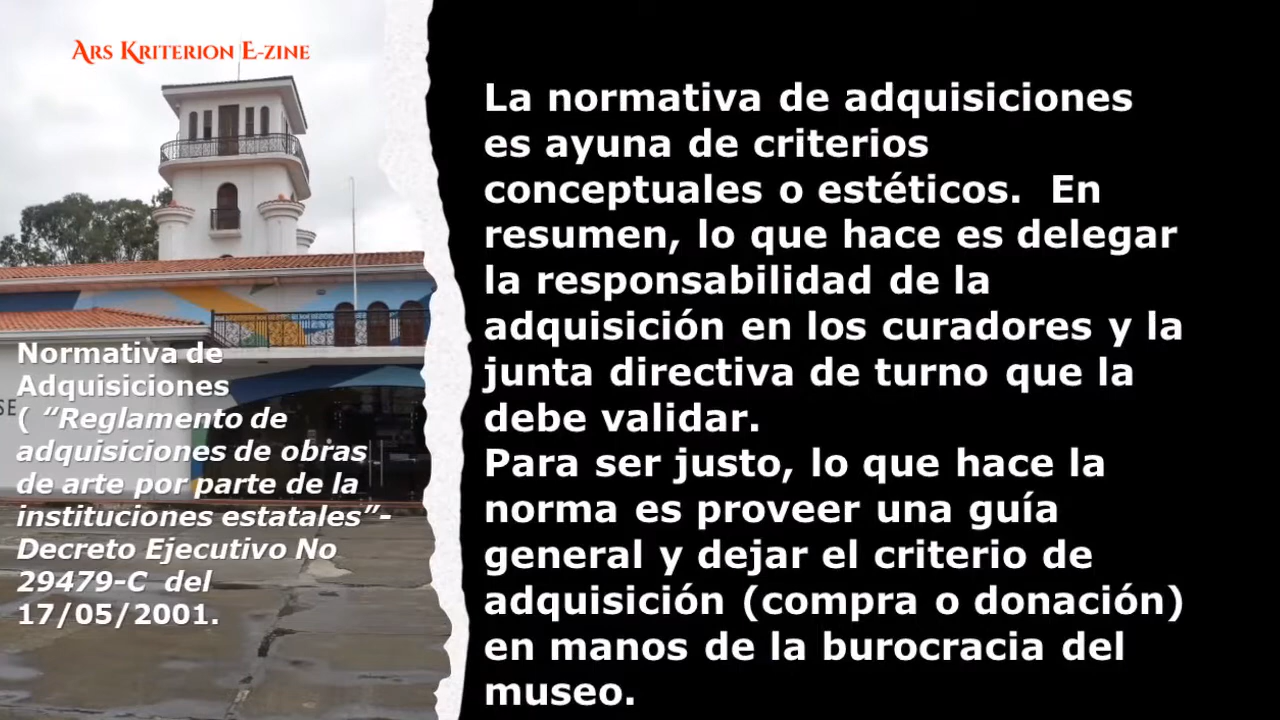 Ars Kriterion E-zine
La normativa de adquisiciones
es ayuna de criterios
conceptuales o estéticos.  En
resumen, lo que hace es delegar
la responsabilidad de la
adquisición en los curadores y la
junta directiva de turno que la
debe validar.
Para ser justo, lo que hace la
norma es proveer una guía
general y dejar el criterio de
adquisición (compra o donación)
en manos de la burocracia del
museo.
SE
Normativa de
Adquisiciones
( “Reglamento de
adquisiciones de obras
de arte por parte de la
instituciones estatales”-
Decreto Ejecutivo No
29479-C  del
17/05/2001.